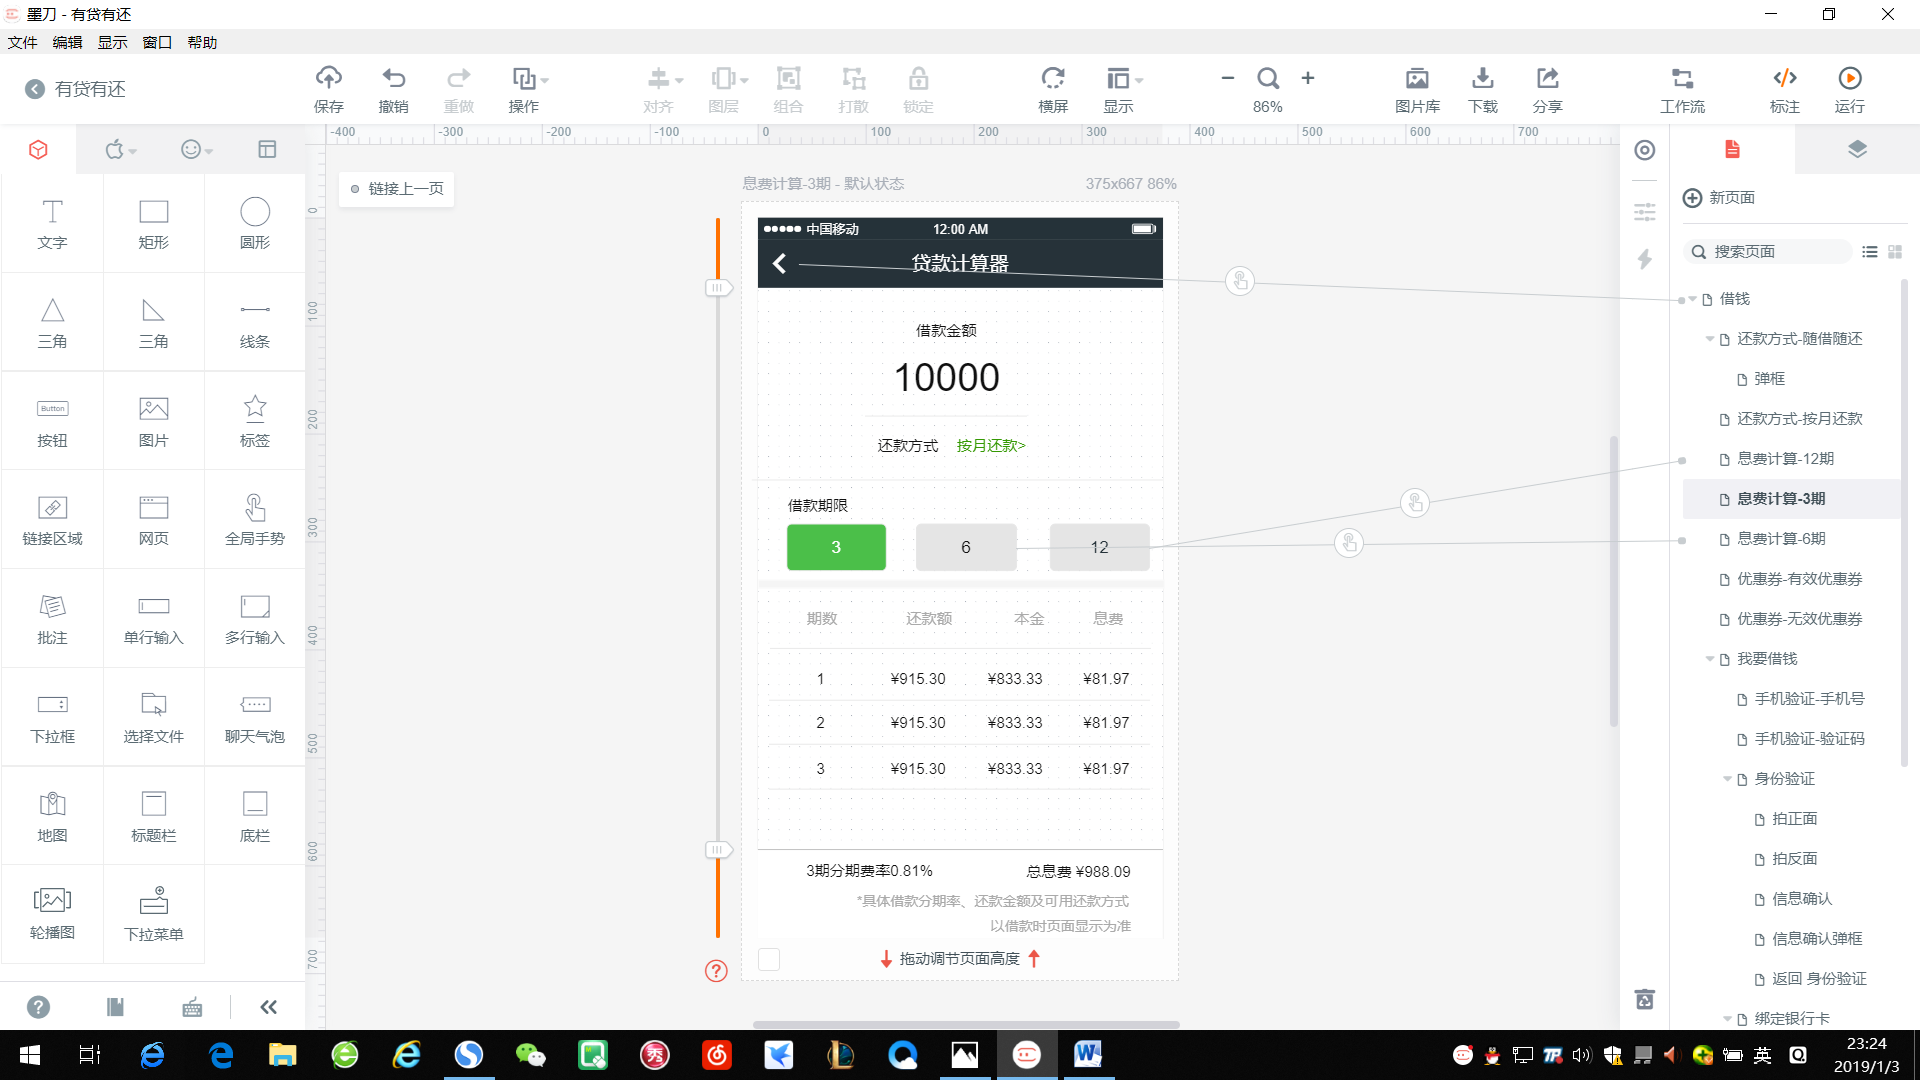 墨刀 - 有贷有还
文件 编辑 显示 窗口 帮助
有贷有还
保存 撤销 重做 操作 对齐 图层 组合 打散 锁定 横屏 显示 86% 图片库 下载 分享 工作流 标注 运行
-400 -300 -200 -100 0 100 200 300 400 500 600 700
0
100
200
300
400
500
600
700
文字 矩形 圆形
三角 三角 线条
Button
按钮 图片 标签
链接区域 网页 全局手势
批注 单行输入 多行输入
下拉框 选择文件 聊天气泡
地图 标题栏 底栏
轮播图 下拉菜单
链接上一页
息费计算-3期 - 默认状态 375x667 86%
中国移动 12:00 AM
贷款计算器
借款金额
10000
还款方式 按月还款>
借款期限
3 6 12
期数 还款额 本金 息费
1 ¥915.30 ¥833.33 ¥81.97
2 ¥915.30 ¥833.33 ¥81.97
3 ¥915.30 ¥833.33 ¥81.97
3期分期费率0.81% 总息费 ¥988.09
*具体借款分期率、还款金额及可用还款方式
以借款时页面显示为准
拖动调节页面高度
新页面
搜索页面
借钱
还款方式-随借随还
弹框
还款方式-按月还款
息费计算-12期
息费计算-3期
息费计算-6期
优惠券-有效优惠券
优惠券-无效优惠券
我要借钱
手机验证-手机号
手机验证-验证码
身份验证
拍正面
拍反面
信息确认
信息确认弹框
返回 身份验证
绑定银行卡
英
23:24
2019/1/3